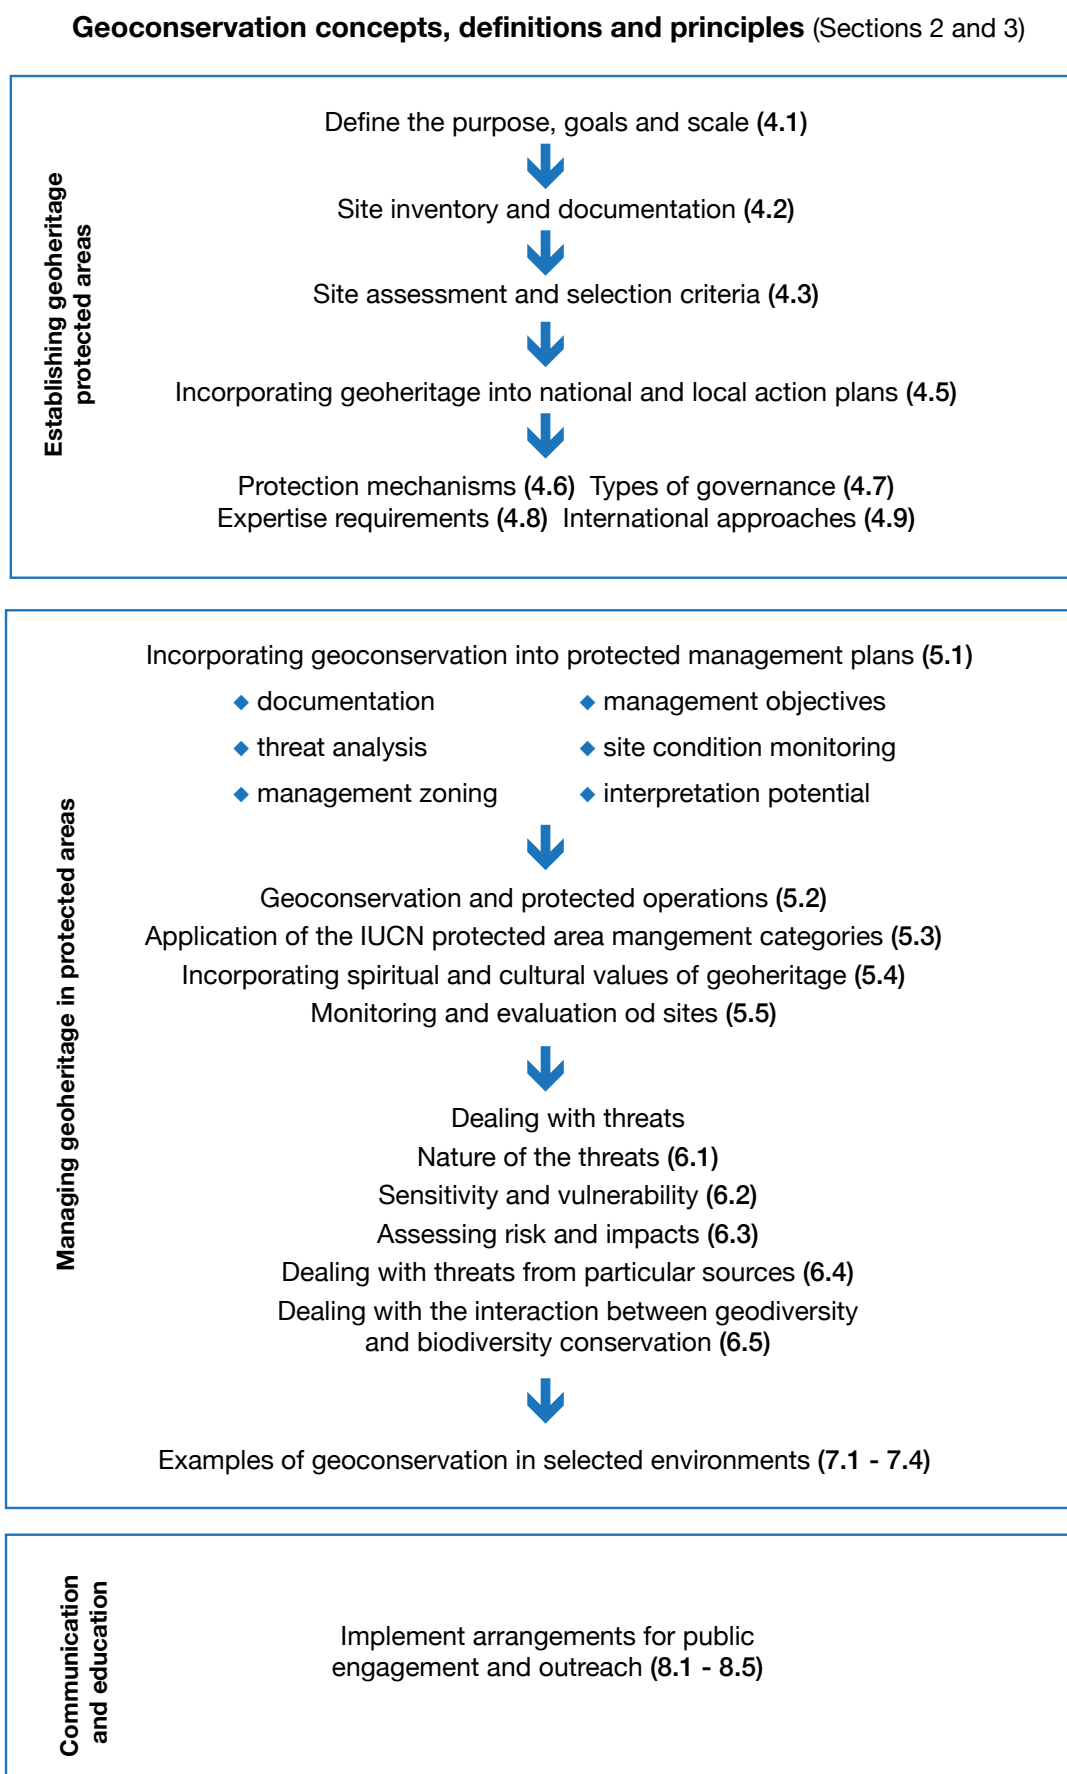 Geoconservation concepts, definitions and principles (Sections 2 and 3)
Establishing geoheritage
protected areas
Define the purpose, goals and scale (4.1)
Site inventory and documentation (4.2)
Site assessment and selection criteria (4.3)
Incorporating geoheritage into national and local action plans (4.5)
Protection mechanisms (4.6) Types of governance (4.7)
Expertise requirements (4.8) International approaches (4.9)
Managing geoheritage in protected areas
Incorporating geoconservation into protected management plans (5.1)
◆ documentation ◆ management objectives
◆ threat analysis ◆ site condition monitoring
◆ management zoning ◆ interpretation potential
Geoconservation and protected operations (5.2)
Application of the IUCN protected area mangement categories (5.3)
Incorporating spiritual and cultural values of geoheritage (5.4)
Monitoring and evaluation od sites (5.5)
Dealing with threats
Nature of the threats (6.1)
Sensitivity and vulnerability (6.2)
Assessing risk and impacts (6.3)
Dealing with threats from particular sources (6.4)
Dealing with the interaction between geodiversity
and biodiversity conservation (6.5)
Examples of geoconservation in selected environments (7.1 - 7.4)
Communication
and education
Implement arrangements for public
engagement and outreach (8.1 - 8.5)